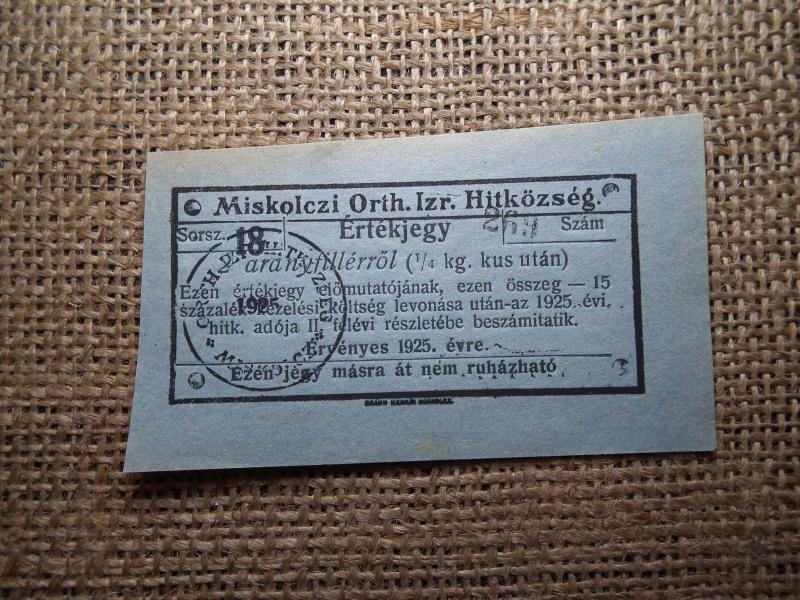 Miskolczi Orth. Izr. Hitközség.
Sorsz. 18 Értékjegy Szám
2 aranyfillérről (1/4 kg. kus után)
Ezen értékjegy előmutatójának, ezen összeg — 15
százalék kezelési költség levonása után-az 1925 évi.
hitk. adója II. félévi részletébe beszámitatik.
1925
Érvényes 1925. évre.
Ezen jegy másra át nem ruházható